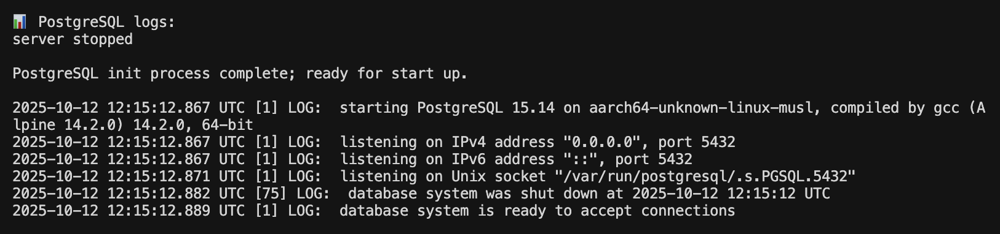 📊 PostgreSQL logs:
server stopped
PostgreSQL init process complete; ready for start up.
2025-10-12 12:15:12.867 UTC [1] LOG:  starting PostgreSQL 15.14 on aarch64-unknown-linux-musl, compiled by gcc (A
lpine 14.2.0) 14.2.0, 64-bit
2025-10-12 12:15:12.867 UTC [1] LOG:  listening on IPv4 address "0.0.0.0", port 5432
2025-10-12 12:15:12.867 UTC [1] LOG:  listening on IPv6 address "::", port 5432
2025-10-12 12:15:12.871 UTC [1] LOG:  listening on Unix socket "/var/run/postgresql/.s.PGSQL.5432"
2025-10-12 12:15:12.882 UTC [75] LOG:  database system was shut down at 2025-10-12 12:15:12 UTC
2025-10-12 12:15:12.889 UTC [1] LOG:  database system is ready to accept connections